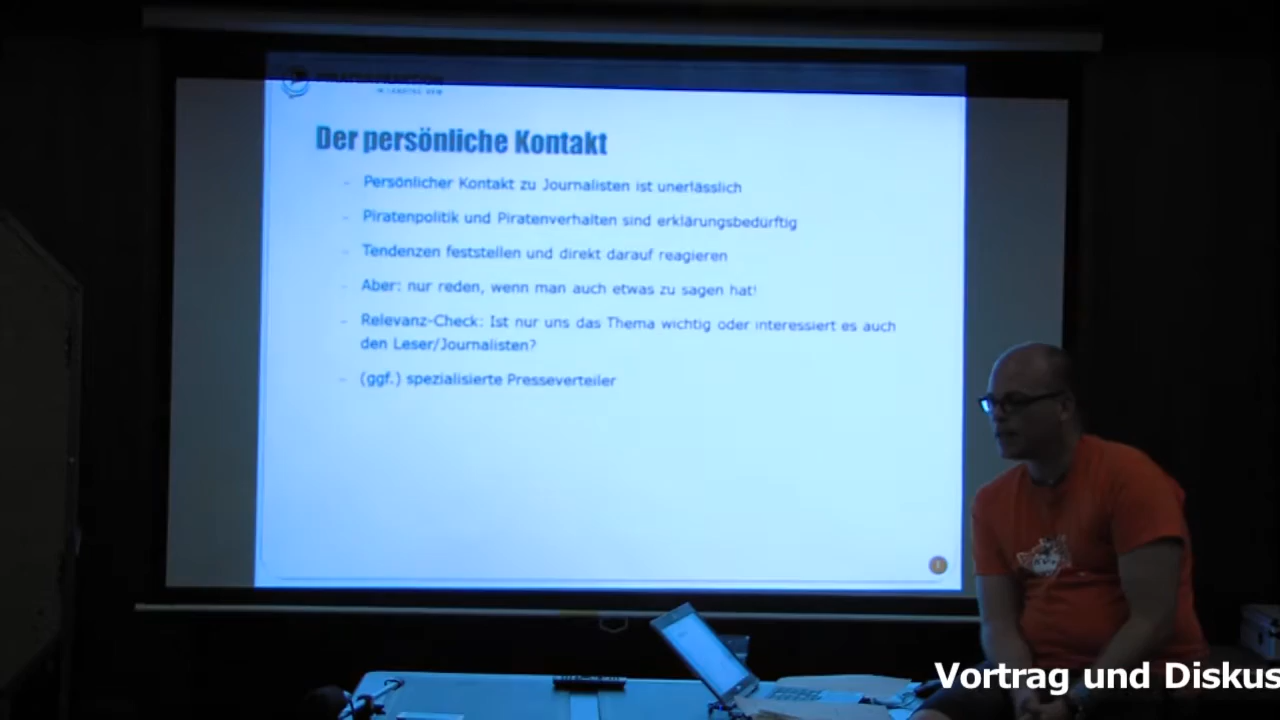 Der persönliche Kontakt
- Persönlicher Kontakt zu Journalisten ist unerlässlich
- Piratenpolitik und Piratenverhalten sind erklärungsbedürftig
- Tendenzen feststellen und direkt darauf reagieren
- Aber: nur reden, wenn man auch etwas zu sagen hat!
- Relevanz-Check: Ist nur uns das Thema wichtig oder interessiert es auch
den Leser/Journalisten?
- (ggf.) spezialisierte Presseverteiler
Vortrag und Diskus